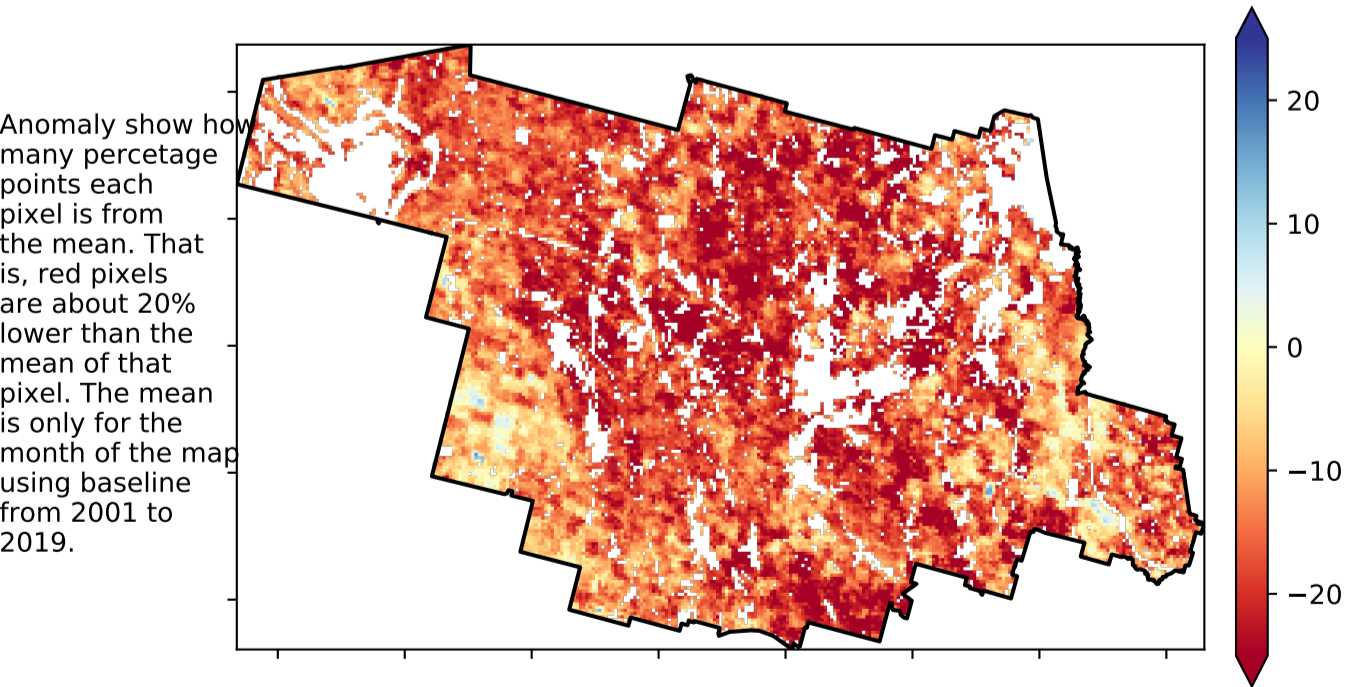 Anomaly show how
many percetage
points each
pixel is from
the mean. That
is, red pixels
are about 20%
lower than the
mean of that
pixel. The mean
is only for the
month of the map
using baseline
from 2001 to
2019.
20
10
0
−10
−20